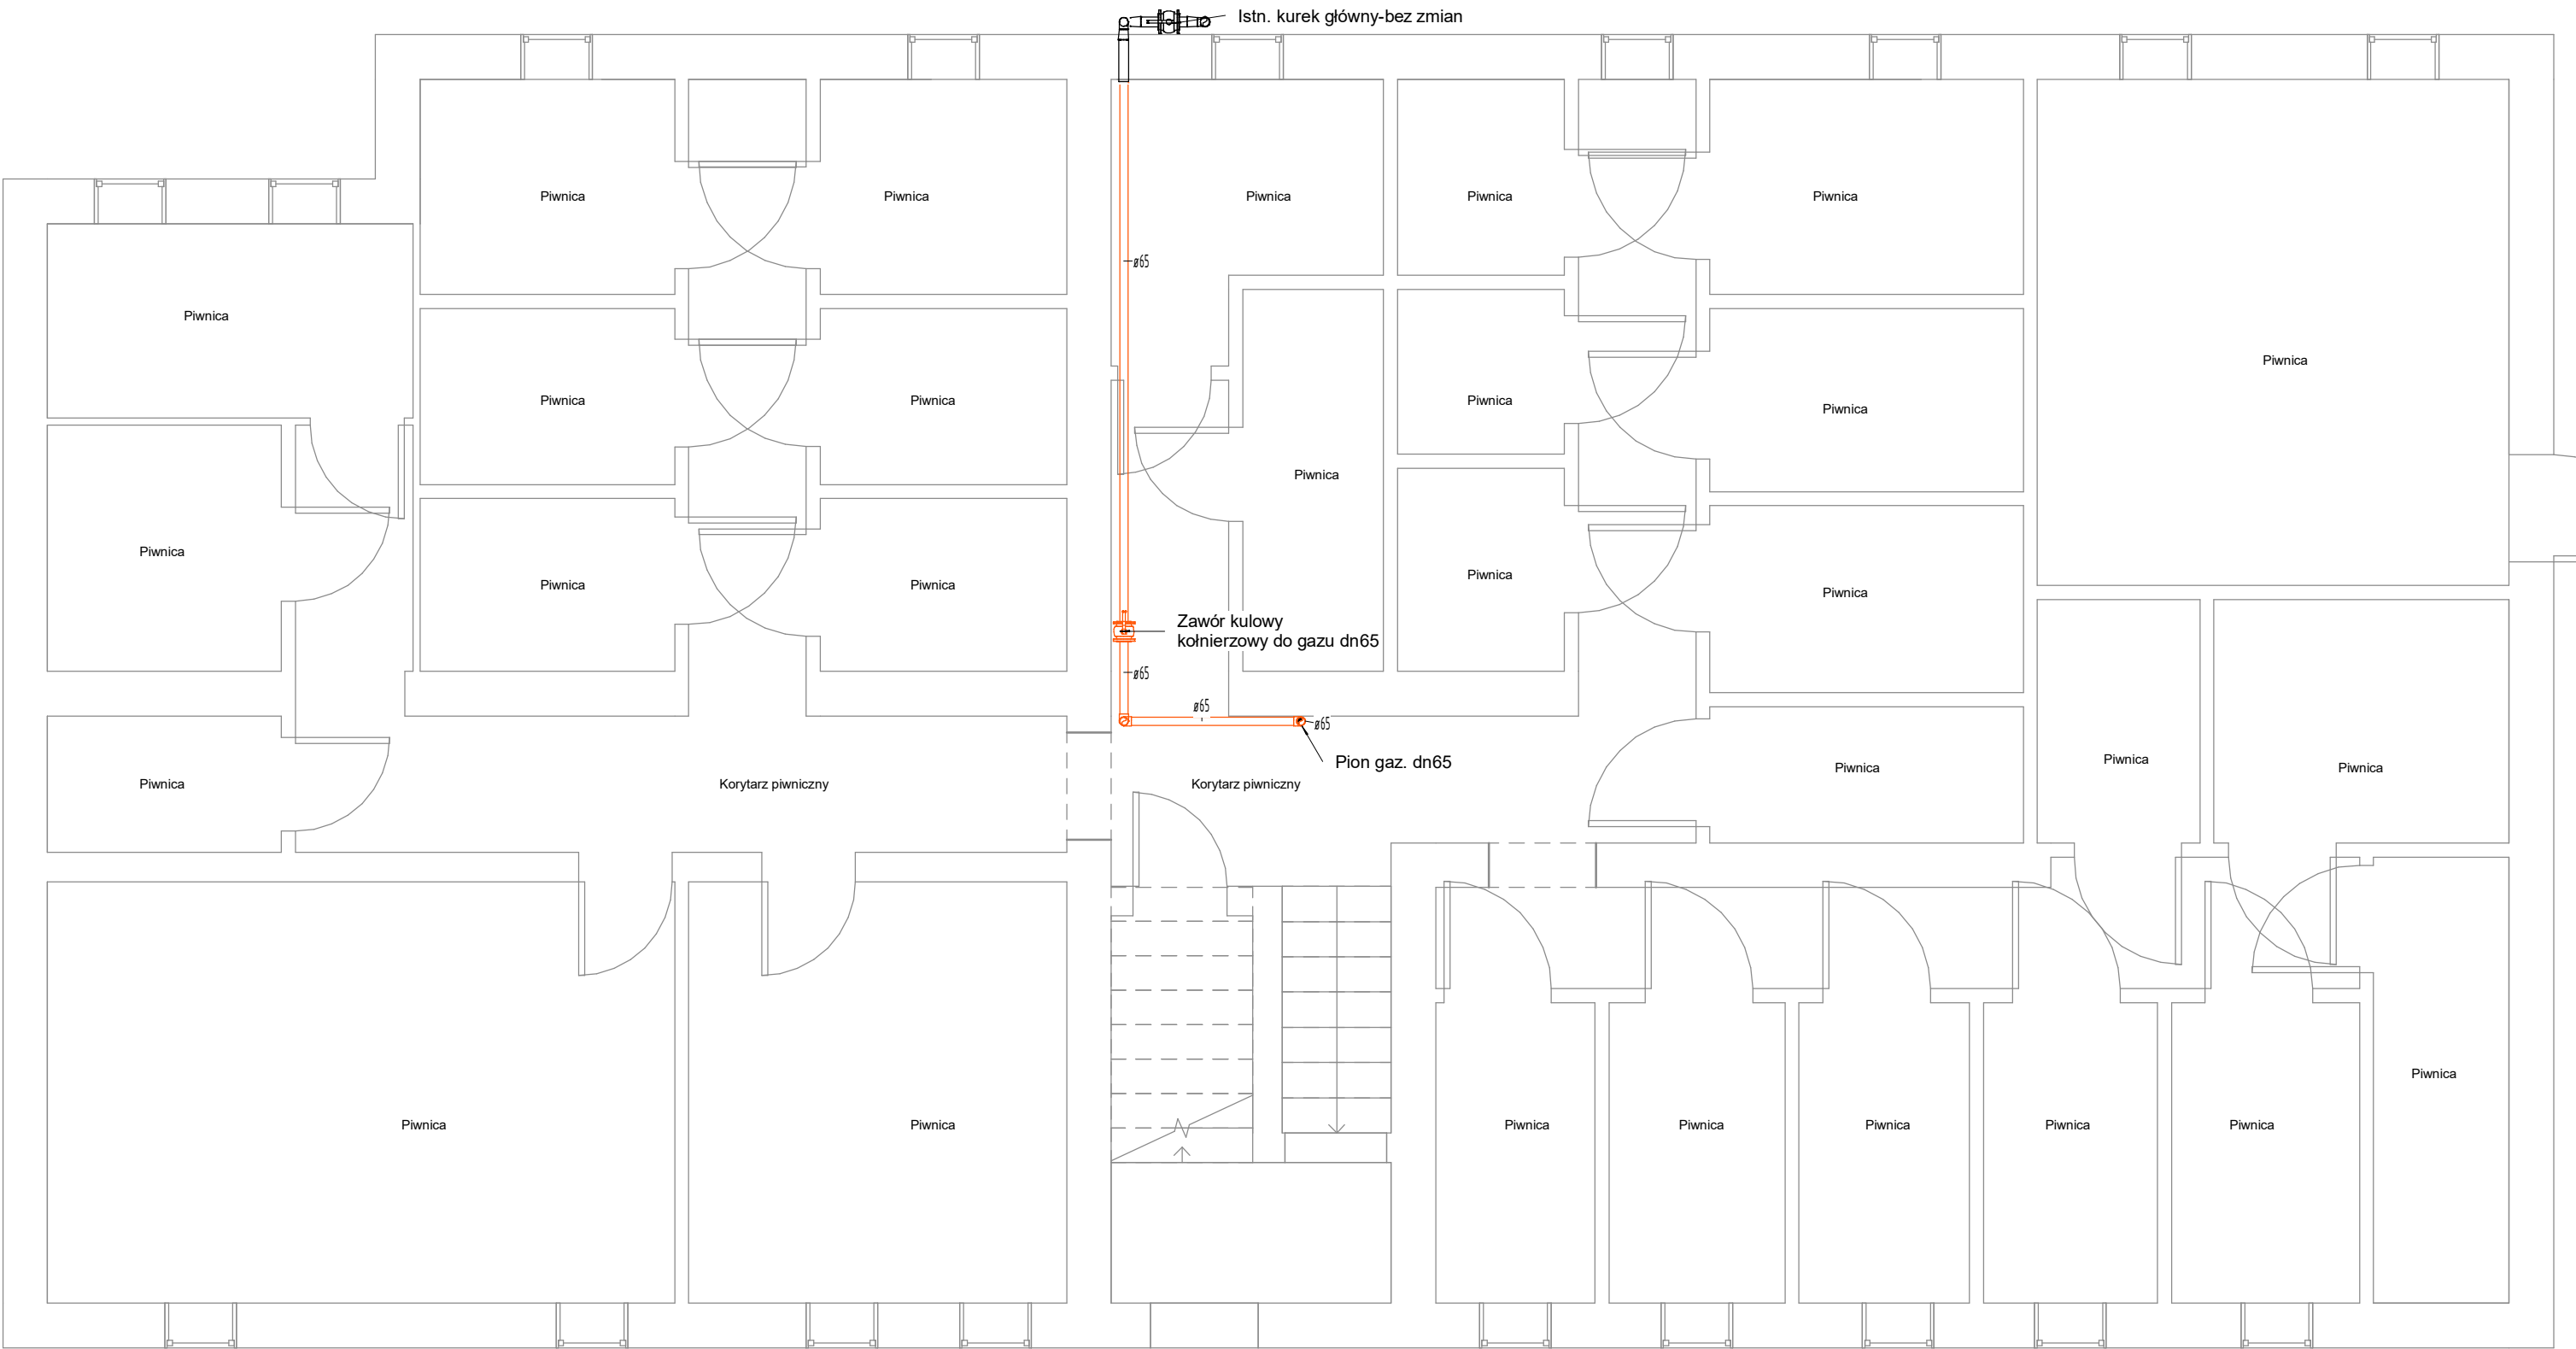 Istn. kurek główny-bez zmian
Piwnica
Piwnica
Piwnica
Piwnica
Piwnica
ø65
Piwnica
Piwnica
Piwnica
Piwnica
Piwnica
Piwnica
Piwnica
Piwnica
Piwnica
Piwnica
Piwnica
Piwnica
Piwnica
Zawór kulowy
kołnierzowy do gazu dn65
ø65
ø65
ø65
Pion gaz. dn65
Piwnica
Piwnica
Piwnica
Piwnica
Korytarz piwniczny
Korytarz piwniczny
Piwnica
Piwnica
Piwnica
Piwnica
Piwnica
Piwnica
Piwnica
Piwnica